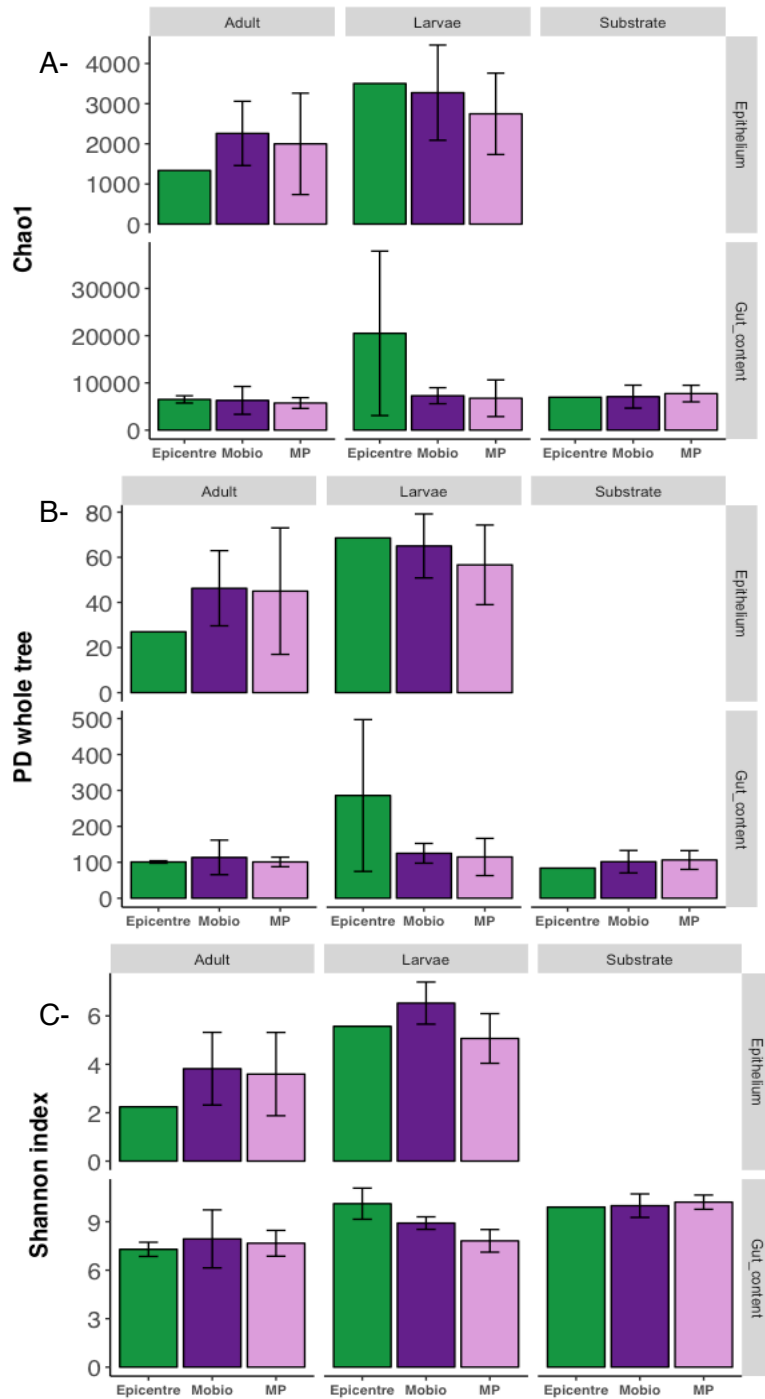 A-
Adult Larvae Substrate
Chao1
4000
3000
2000
1000
0
Epithelium
30000
20000
10000
0
Gut_content
Epicentre Mobio MP Epicentre Mobio MP Epicentre Mobio MP
B-
Adult Larvae Substrate
PD whole tree
80
60
40
20
0
Epithelium
500
400
300
200
100
0
Gut_content
Epicentre Mobio MP Epicentre Mobio MP Epicentre Mobio MP
C-
Adult Larvae Substrate
Shannon index
6
4
2
0
Epithelium
9
6
3
0
Gut_content
Epicentre Mobio MP Epicentre Mobio MP Epicentre Mobio MP